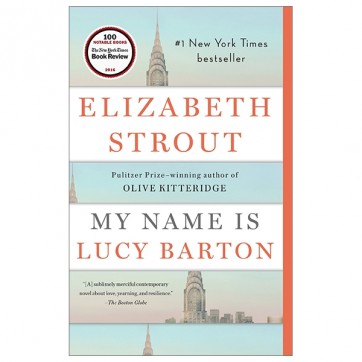 100
NOTABLE BOOKS
The New York Times
Book Review
2016
#1 New York Times
bestseller
ELIZABETH
STROUT
Pulitzer Prize–winning author of
OLIVE KITTERIDGE
MY NAME IS
LUCY BARTON
"[A] sublimely merciful contemporary
novel about love, yearning, and resilience."
—The Boston Globe